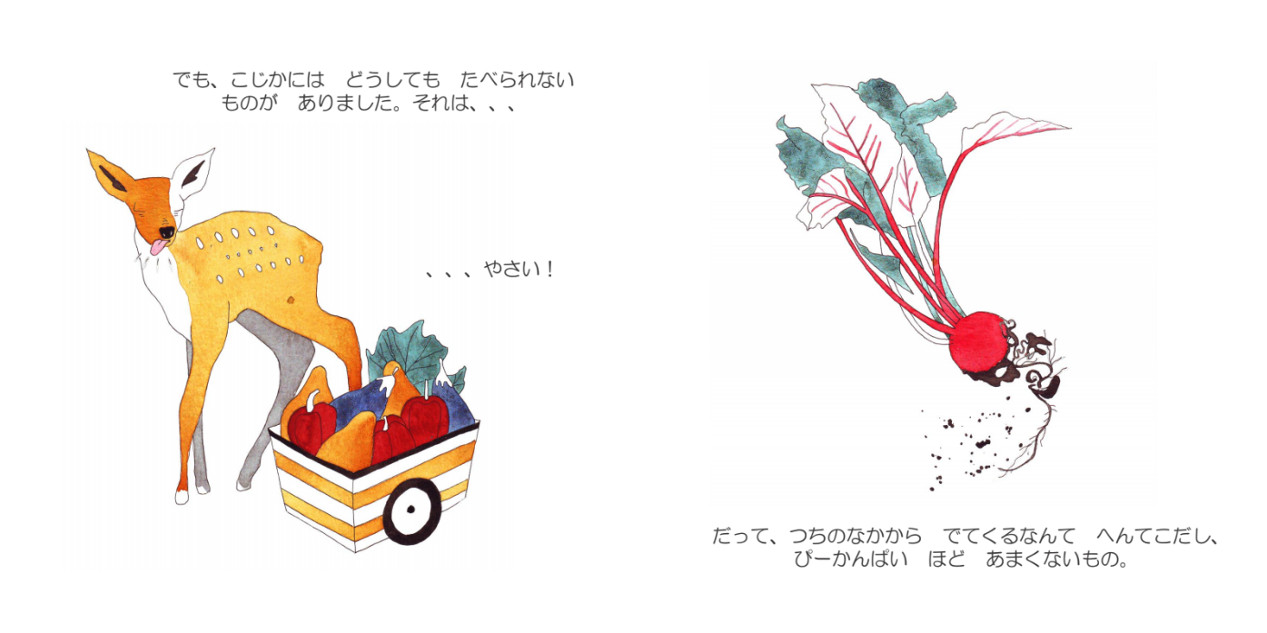 でも、こじかには　どうしても　たべられない
ものが　ありました。それは、、、
、、、やさい！
だって、つちのなかから　でてくるなんて　へんてこだし、
ぴーかんぱい　ほど　あまくないもの。